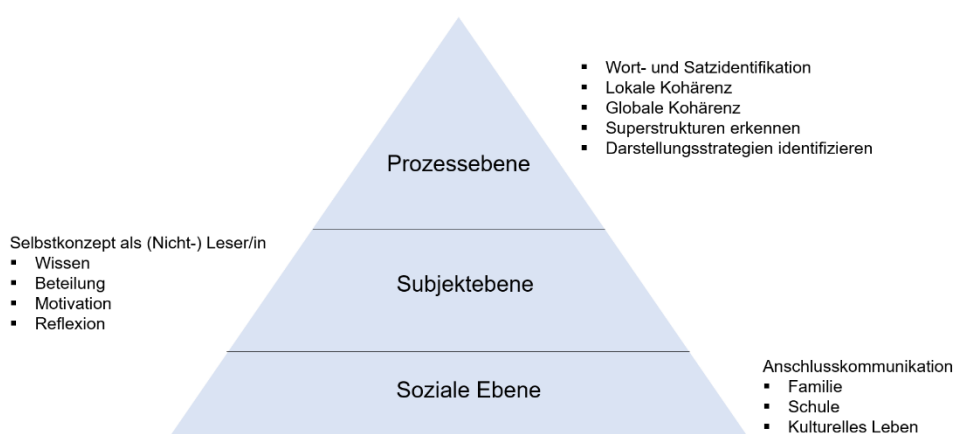 Wort- und Satzidentifikation
Lokale Kohärenz
Globale Kohärenz
Superstrukturen erkennen
Darstellungsstrategien identifizieren
Prozessebene
Selbstkonzept als (Nicht-) Leser/in
Wissen
Beteilung
Motivation
Reflexion
Subjektebene
Soziale Ebene
Anschlusskommunikation
Familie
Schule
Kulturelles Leben